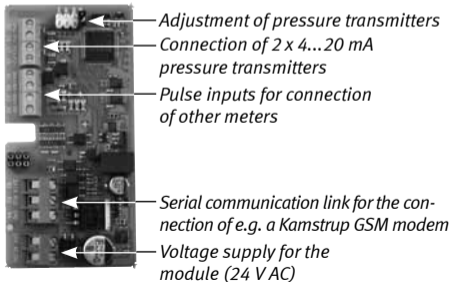 Adjustment of pressure transmitters
Connection of 2 x 4...20 mA
pressure transmitters
Pulse inputs for connection
of other meters
Serial communication link for the con-
nection of e.g. a Kamstrup GSM modem
Voltage supply for the
module (24 V AC)